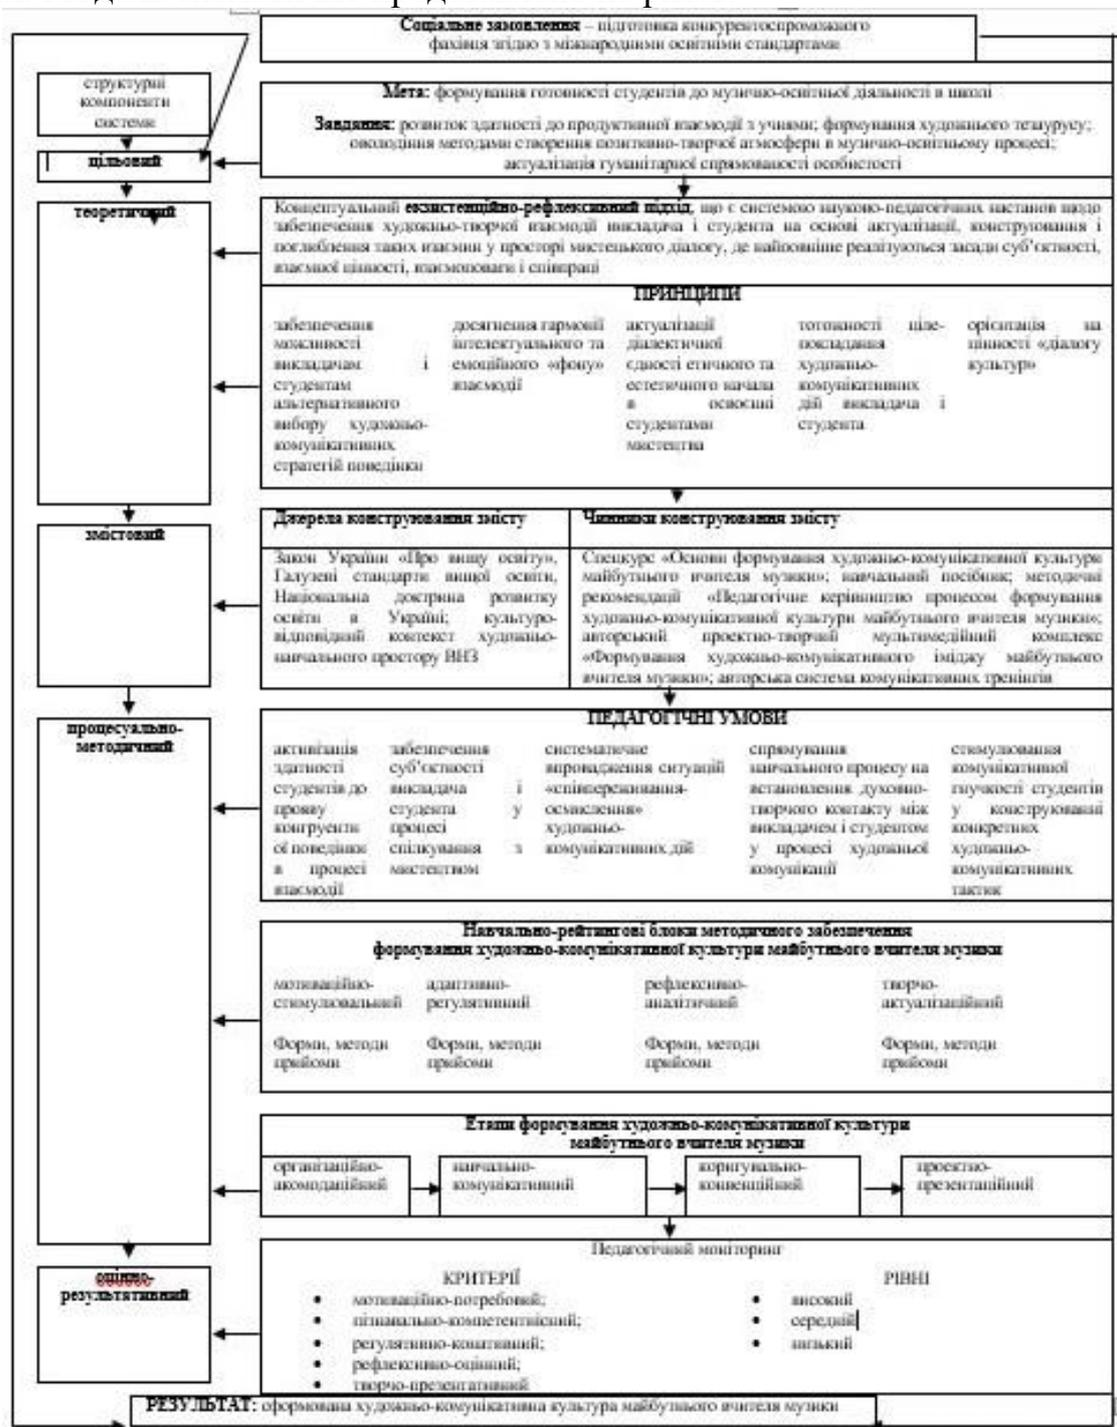 Соціальне замовлення – підготовка конкурентоспроможного
фахівця згідно з міжнародними освітніми стандартами
структурні
компоненти
системи
Мета: формування готовності студентів до музично-освітньої діяльності в школі
Завдання: розвиток здатності до продуктивної взаємодії з учнями; формування художнього тезаурусу;
оволодіння методами створення позитивно-творчої атмосфери в музично-освітньому процесі;
актуалізація гуманітарної спрямованості особистості
цільовий
теоретичний
Концептуальний екзистенційно-рефлексивний підхід, що є системою науково-педагогічних настанов щодо
забезпечення художньо-творчої взаємодії викладача і студента на основі актуалізації, конструювання і
поглиблення таких взаємин у просторі мистецького діалогу, де найповніше реалізуються засади суб’єктності,
взаємної цінності, взаємоповаги і співпраці
ПРИНЦИПИ
забезпечення
можливості
викладачам і
студентам
альтернативного
вибору художньо-
комунікативних
стратегій поведінки
досягнення гармонії
інтелектуального та
емоційного «фону»
взаємодії
актуалізації
діалектичної
єдності етичного та
естетичного начала
в освоєнні
студентами
мистецтва
тотожності ціле-
покладання
художньо-
комунікативних
дій викладача і
студента
орієнтація на
цінності «діалогу
культур»
змістовий
Джерела конструювання змісту
Закон України «Про вищу освіту»,
Галузеві стандарти вищої освіти,
Національна доктрина розвитку
освіти в Україні; культуро-
відповідний контекст художньо-
навчального простору ВНЗ
Чинники конструювання змісту
Спецкурс «Основи формування художньо-комунікативної культури
майбутнього вчителя музики»; навчальний посібник; методичні
рекомендації «Педагогічне керівництво процесом формування
художньо-комунікативної культури майбутнього вчителя музики»;
авторський проектно-творчий мультимедійний комплекс
«Формування художньо-комунікативного іміджу майбутнього
вчителя музики»; авторська система комунікативних тренінгів
процесуально-
методичний
ПЕДАГОГІЧНІ УМОВИ
активізація
здатності
студентів до
прояву
конгруентн
ої поведінки
в процесі
взаємодії
забезпечення
суб’єктності
викладача і
студента у
процесі
спілкування з
мистецтвом
систематичне
впровадження ситуацій
«співпереживання-
осмислення»
художньо-
комунікативних дій
спрямування
навчального процесу на
встановлення духовно-
творчого контакту між
викладачем і студентом
у процесі художньої
комунікації
стимулювання
комунікативної
гнучкості студентів
у конструюванні
конкретних
художньо-
комунікативних
тактик
Навчально-рейтингові блоки методичного забезпечення
формування художньо-комунікативної культури майбутнього вчителя музики
мотиваційно-
стимулювальний
Форми, методи
прийоми
адаптивно-
регулятивний
Форми, методи
прийоми
рефлексивно-
аналітичний
Форми, методи
прийоми
творчо-
актуалізаційний
Форми, методи
прийоми
Етапи формування художньо-комунікативної культури
майбутнього вчителя музики
організаційно-
акомодаційний
навчально-
комунікативний
коригувально-
конвенційний
проектно-
презентаційний
оцінно-
результативний
Педагогічний моніторинг
КРИТЕРІЇ
• мотиваційно-потребовий;
• пізнавально-компетентнісний;
• регулятивно-конативний;
• рефлексивно-оцінний;
• творчо-презентативний
РІВНІ
• високий
• середній
• низький
РЕЗУЛЬТАТ: сформована художньо-комунікативна культура майбутнього вчителя музики